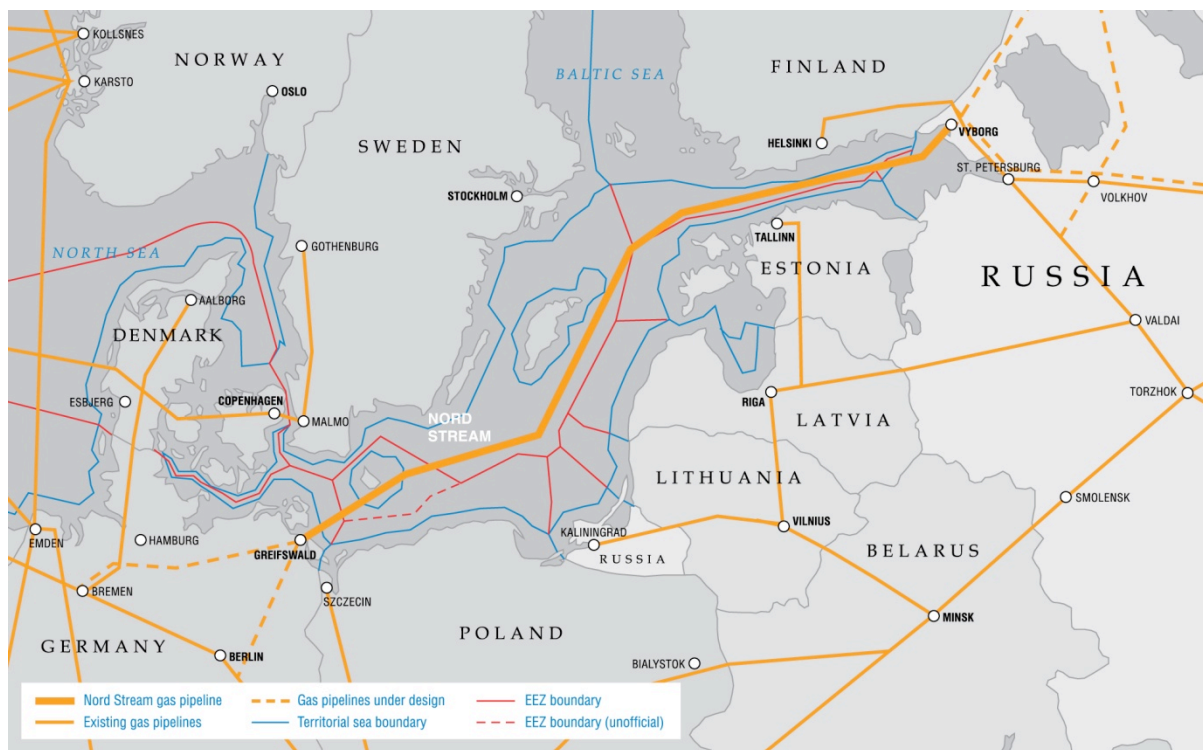 KOLLSNES
NORWAY
BALTIC SEA
FINLAND
KARSTO
OSLO
VYBORG
HELSINKI
SWEDEN
ST. PETERSBURG
VOLKHOV
STOCKHOLM
TALLINN
NORTH SEA
GOTHENBURG
ESTONIA
RUSSIA
AALBORG
DENMARK
VALDAI
ESBJERG
COPENHAGEN
MALMO
NORD
STREAM
RIGA
LATVIA
TORZHOK
LITHUANIA
SMOLENSK
EMDEN
HAMBURG
GREIFSWALD
KALININGRAD
RUSSIA
VILNIUS
BELARUS
BREMEN
SZCZECIN
MINSK
GERMANY
BERLIN
POLAND
BIALYSTOK
Nord Stream gas pipeline
Gas pipelines under design
EEZ boundary
Existing gas pipelines
Territorial sea boundary
EEZ boundary (unofficial)